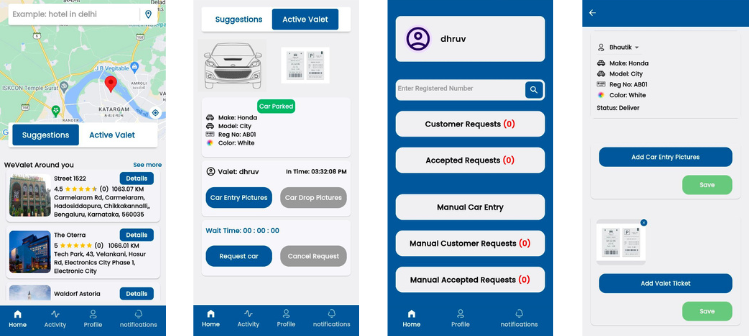 Example: hotel in delhi
J B Vegetable
ISKCON Temple Surat
KATARGAM
Suggestions
Active Valet
WeValet Around you
See more
Street 1522
Details
4.5 ★★★★★ (0) 1063.07 KM
Carmelaram Rd, Carmelaram,
Hadosiddapura, Chikkakannalli,,
Bengaluru, Karnataka, 560035
The Oterra
Details
5 ★★★★★ (0) 1066.01 KM
Tech Park, 43, Velankani, Hosur
Rd, Electronics City Phase 1,
Electronic City
Waldorf Astoria
Details
Home
Activity
Profile
notifications
Suggestions
Active Valet
Car Parked
Make: Honda
Model: City
Reg No: AB01
Color: White
Valet: dhruv
In Time: 03:32:08 PM
Car Entry Pictures
Car Drop Pictures
Wait Time: 00 : 00 : 00
Request car
Cancel Request
Home
Activity
Profile
notifications
dhruv
Enter Registered Number
Customer Requests (0)
Accepted Requests (0)
Manual Car Entry
Manual Customer Requests (0)
Manual Accepted Requests (0)
Home
Profile
notifications
Bhautik
Make: Honda
Model: City
Reg No: AB01
Color: White
Status: Deliver
Add Car Entry Pictures
Save
Add Valet Ticket
Save